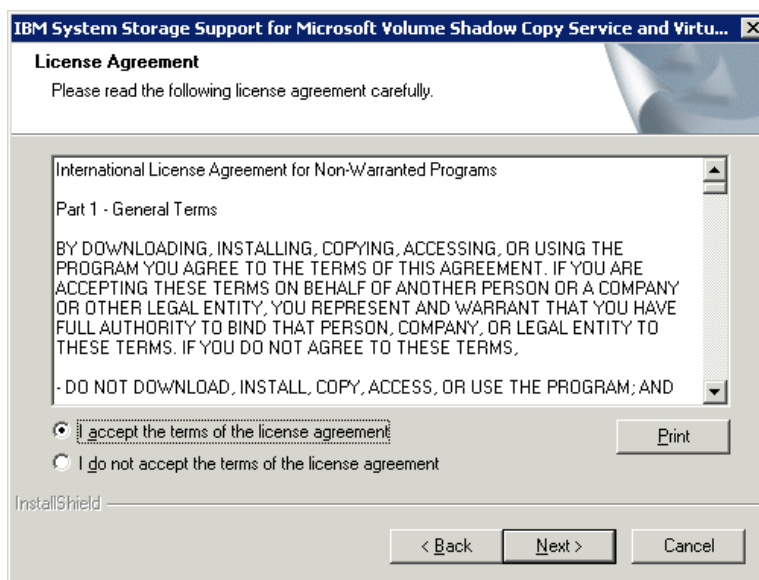 IBM System Storage Support for Microsoft Volume Shadow Copy Service and Virtu...
License Agreement
Please read the following license agreement carefully.
International License Agreement for Non-Warranted Programs
Part 1 - General Terms
BY DOWNLOADING, INSTALLING, COPYING, ACCESSING, OR USING THE
PROGRAM YOU AGREE TO THE TERMS OF THIS AGREEMENT. IF YOU ARE
ACCEPTING THESE TERMS ON BEHALF OF ANOTHER PERSON OR A COMPANY
OR OTHER LEGAL ENTITY, YOU REPRESENT AND WARRANT THAT YOU HAVE
FULL AUTHORITY TO BIND THAT PERSON, COMPANY, OR LEGAL ENTITY TO
THESE TERMS. IF YOU DO NOT AGREE TO THESE TERMS,
- DO NOT DOWNLOAD, INSTALL, COPY, ACCESS, OR USE THE PROGRAM; AND
I accept the terms of the license agreement
Print
I do not accept the terms of the license agreement
InstallShield
< Back
Next >
Cancel